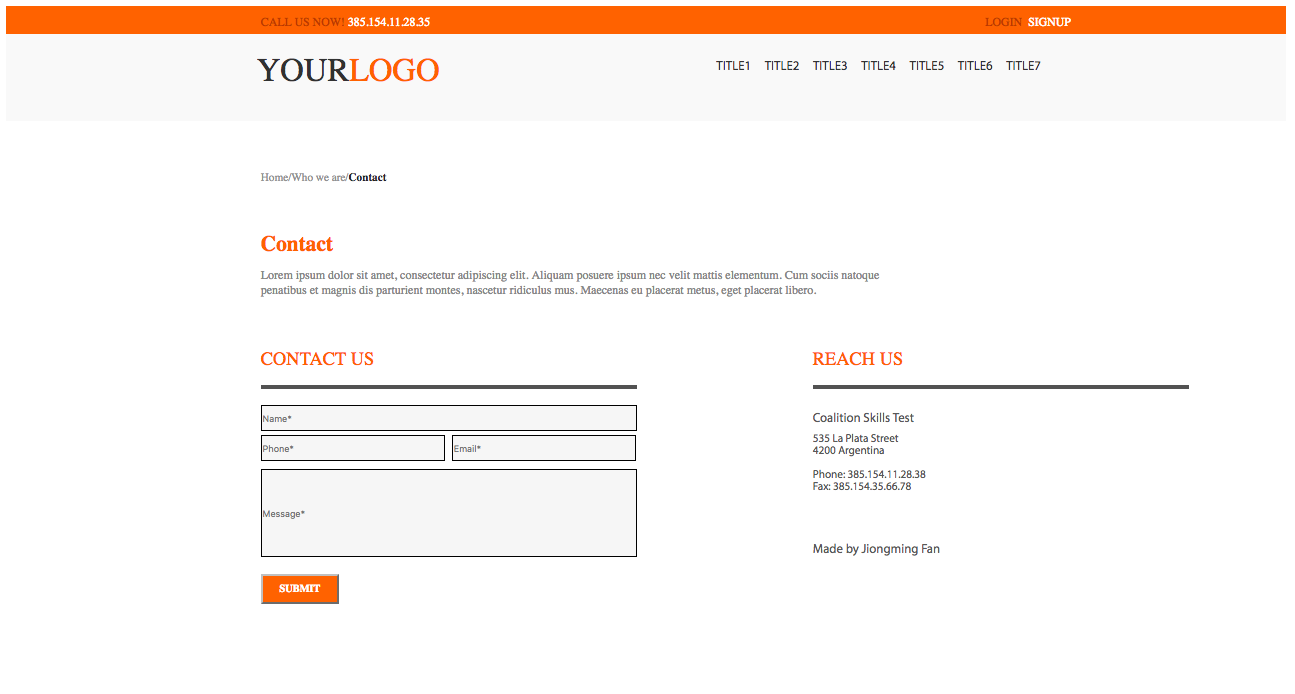 CALL US NOW! 385.154.11.28.35 LOGIN SIGNUP
YOURLOGO
TITLE1 TITLE2 TITLE3 TITLE4 TITLE5 TITLE6 TITLE7
Home/Who we are/Contact
Contact
Lorem ipsum dolor sit amet, consectetur adipiscing elit. Aliquam posuere ipsum nec velit mattis elementum. Cum sociis natoque
penatibus et magnis dis parturient montes, nascetur ridiculus mus. Maecenas eu placerat metus, eget placerat libero.
CONTACT US
Name*
Phone* Email*
Message*
SUBMIT
REACH US
Coalition Skills Test
535 La Plata Street
4200 Argentina
Phone: 385.154.11.28.38
Fax: 385.154.35.66.78
Made by Jiongming Fan